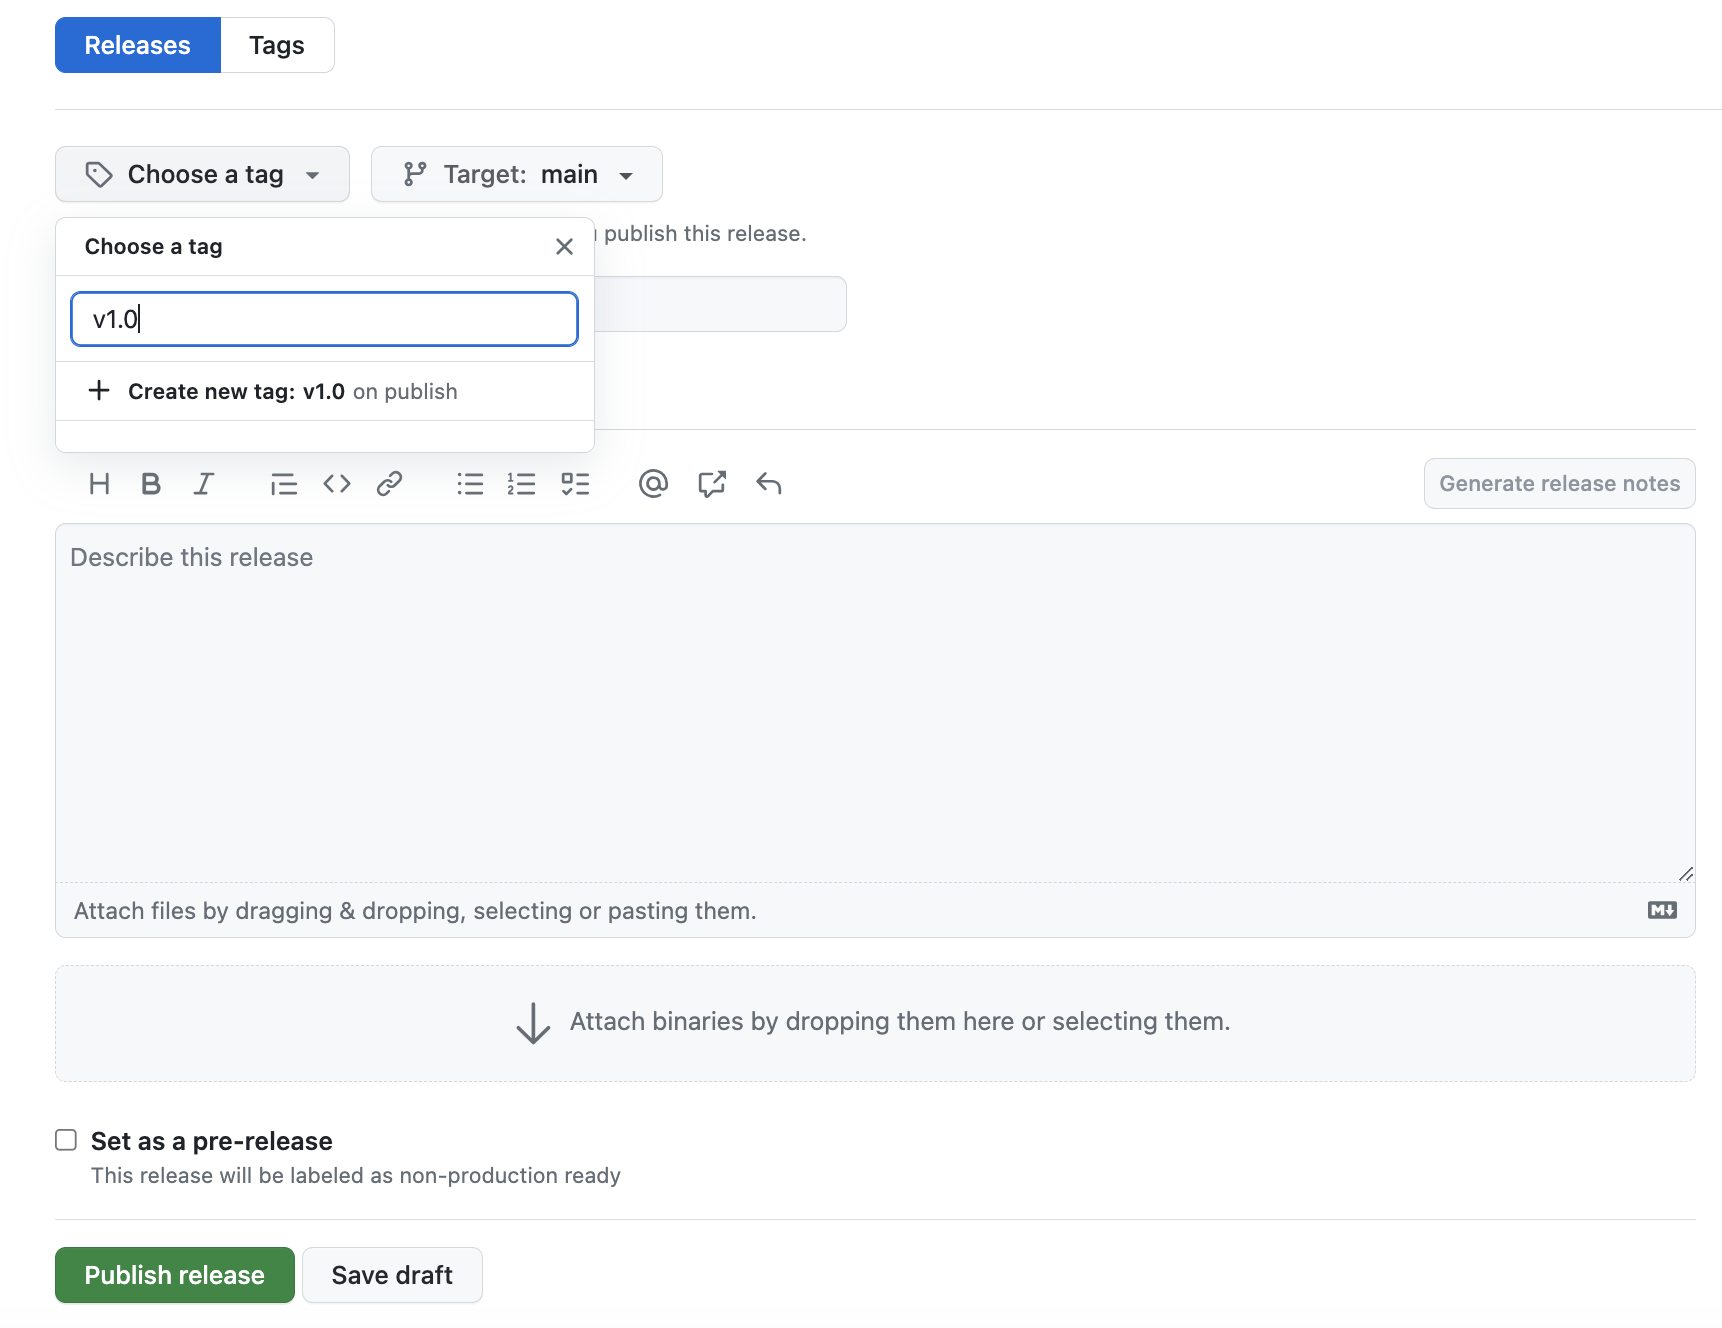 Releases Tags
Choose a tag Target: main
Choose a tag
publish this release.
v1.0
Create new tag: v1.0 on publish
Generate release notes
Describe this release
Attach files by dragging & dropping, selecting or pasting them.
Attach binaries by dropping them here or selecting them.
Set as a pre-release
This release will be labeled as non-production ready
Publish release Save draft